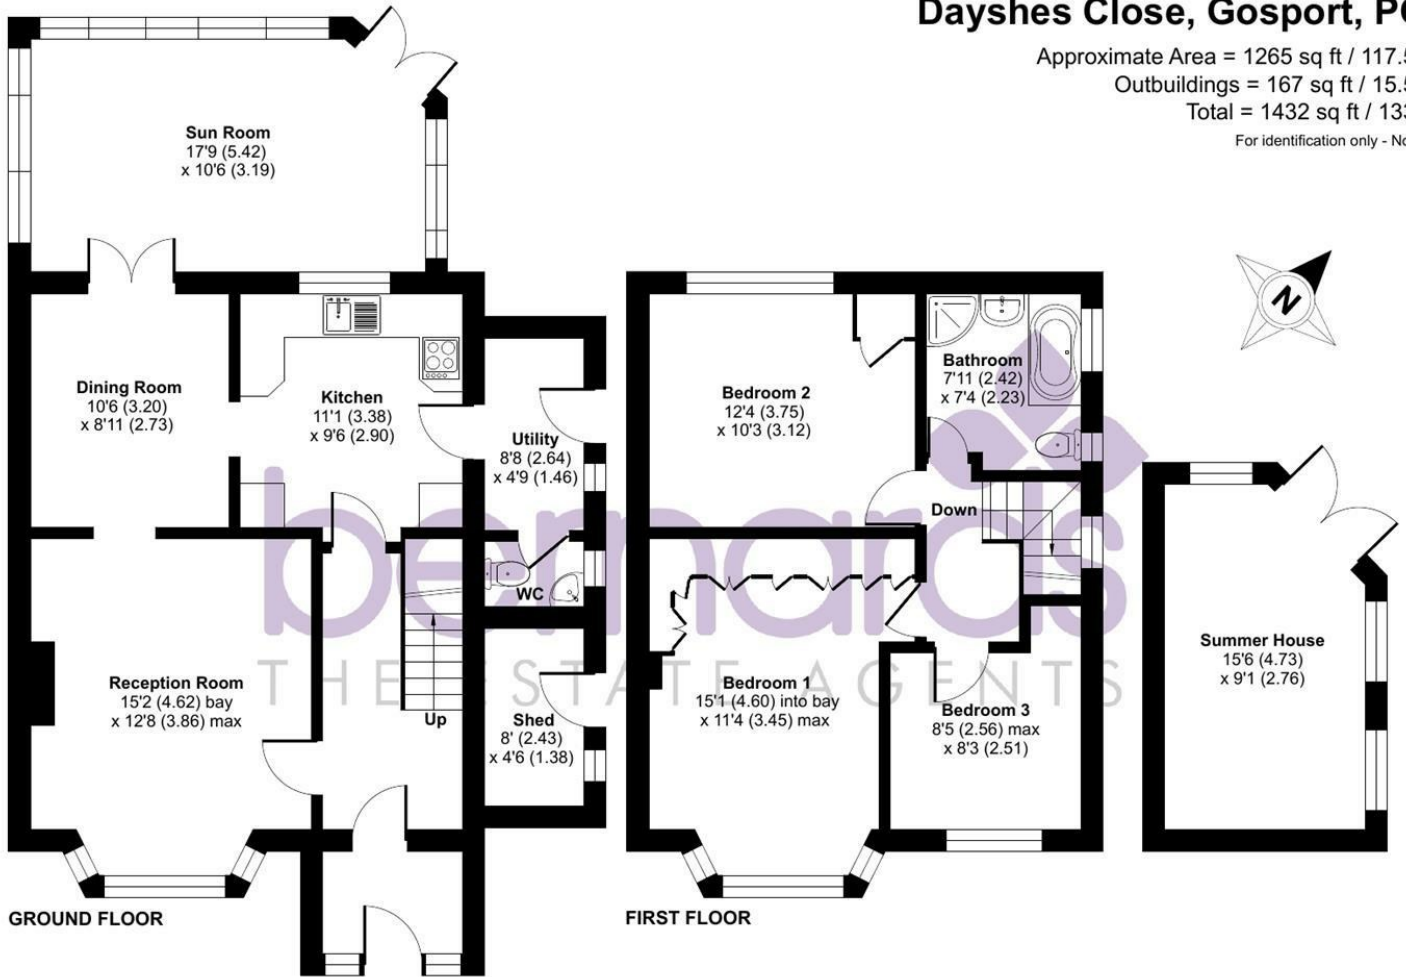 Dayshes Close, Gosport, PO
Approximate Area = 1265 sq ft / 117.5
Outbuildings = 167 sq ft / 15.5
Total = 1432 sq ft / 133
For identification only - No
Sun Room
17'9 (5.42)
x 10'6 (3.19)
N
Dining Room
10'6 (3.20)
x 8'11 (2.73)
Kitchen
11'1 (3.38)
x 9'6 (2.90)
Utility
8'8 (2.64)
x 4'9 (1.46)
WC
Reception Room
15'2 (4.62) bay
x 12'8 (3.86) max
Up
Shed
8' (2.43)
x 4'6 (1.38)
GROUND FLOOR
Bedroom 2
12'4 (3.75)
x 10'3 (3.12)
Bathroom
7'11 (2.42)
x 7'4 (2.23)
Down
Bedroom 1
15'1 (4.60) into bay
x 11'4 (3.45) max
Bedroom 3
8'5 (2.56) max
x 8'3 (2.51)
FIRST FLOOR
Summer House
15'6 (4.73)
x 9'1 (2.76)
bernards
THE ESTATE AGENTS